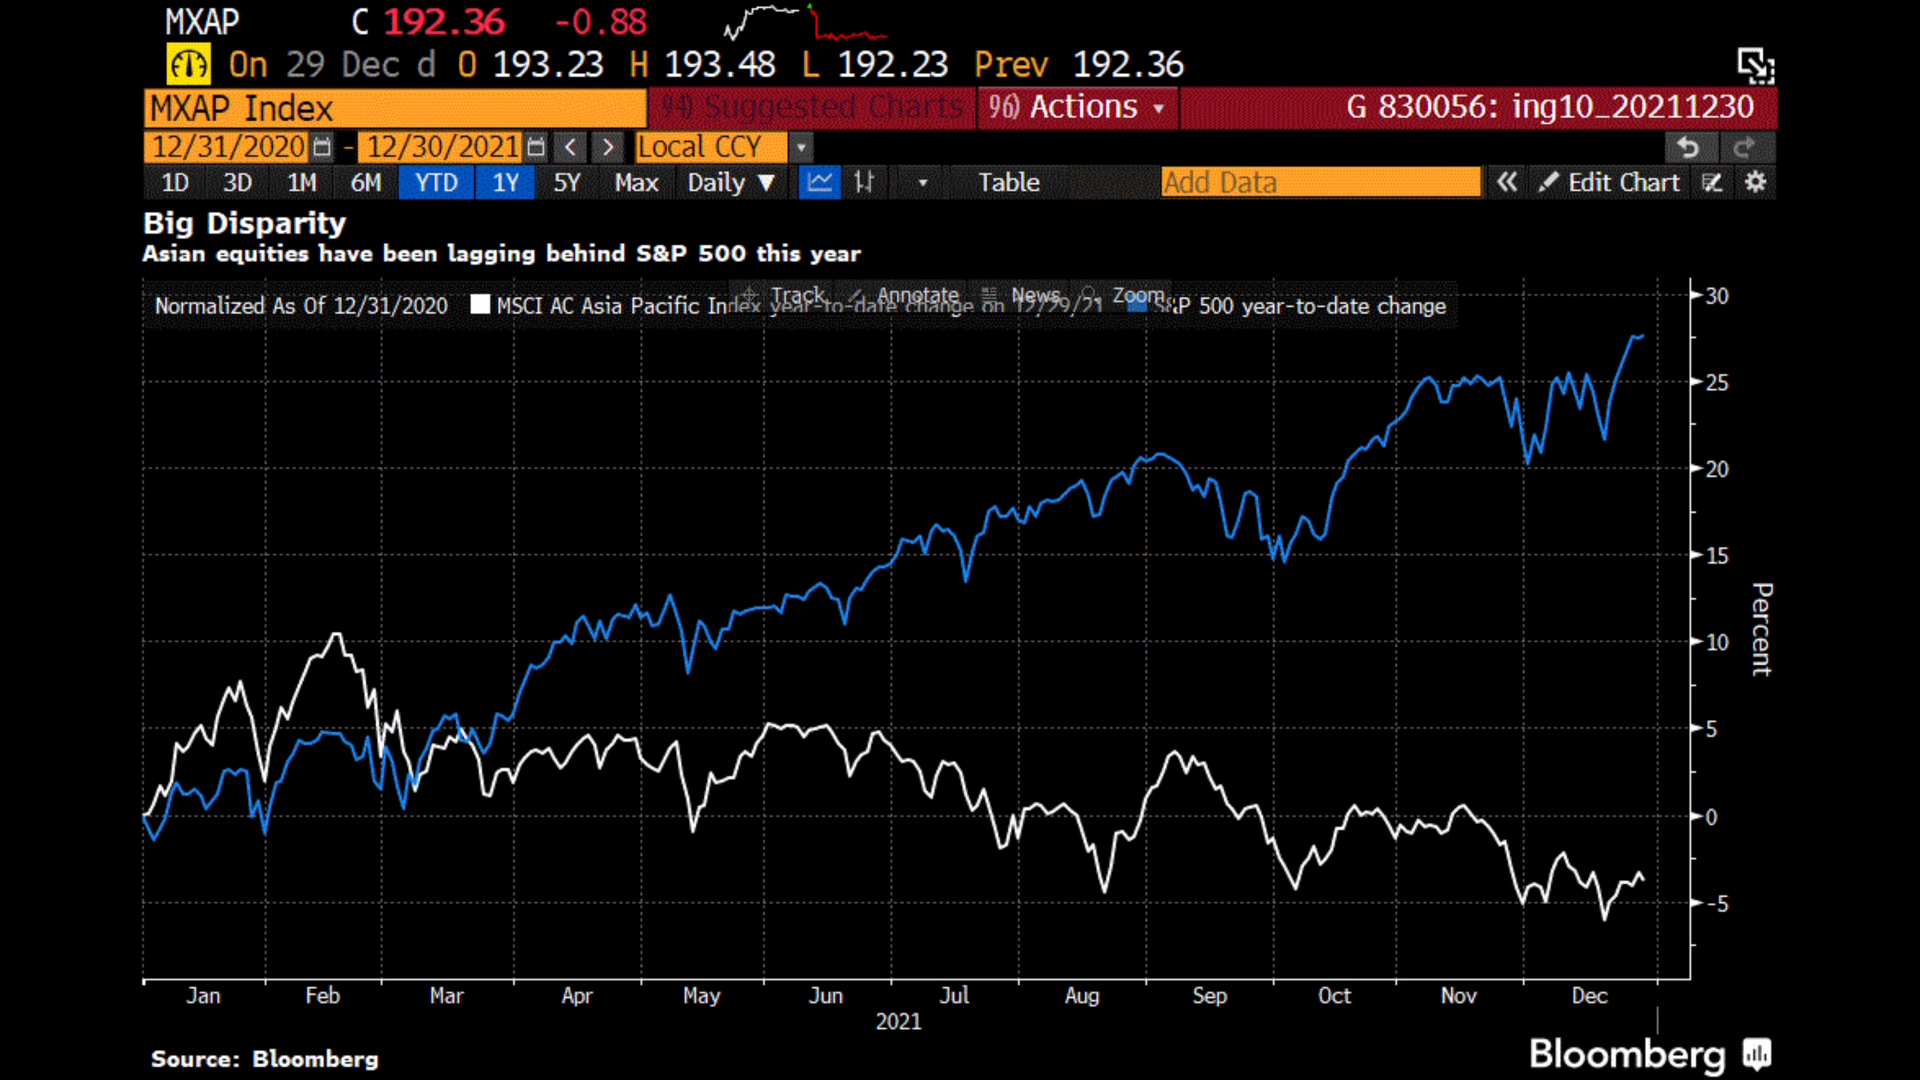 MXAP C 192.36 -0.88
On 29 Dec d O 193.23 H 193.48 L 192.23 Prev 192.36
MXAP Index 94) Suggested Charts 96) Actions G 830056: ing10_20211230
12/31/2020 - 12/30/2021 Local CCY
1D 3D 1M 6M YTD 1Y 5Y Max Daily Table Add Data Edit Chart
Big Disparity
Asian equities have been lagging behind S&P 500 this year
Track Annotate News Zoom
Normalized As Of 12/31/2020 MSCI AC Asia Pacific Index year-to-date change on 12/29/21 S&P 500 year-to-date change
30
25
20
15
10
5
0
-5
Percent
Jan Feb Mar Apr May Jun Jul Aug Sep Oct Nov Dec
2021
Source: Bloomberg
Bloomberg